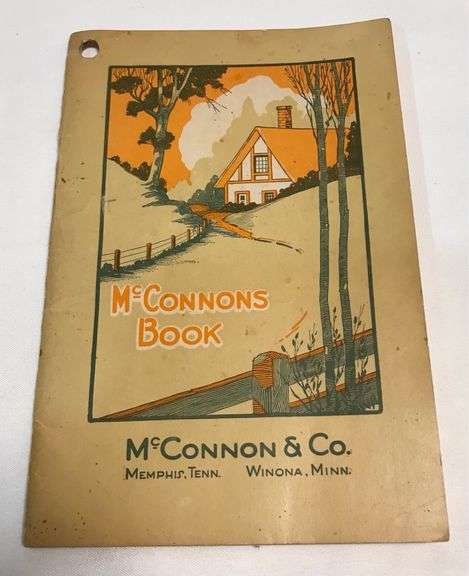 McCONNONS
BOOK
McCONNON & Co.
MEMPHIS, TENN. WINONA, MINN.